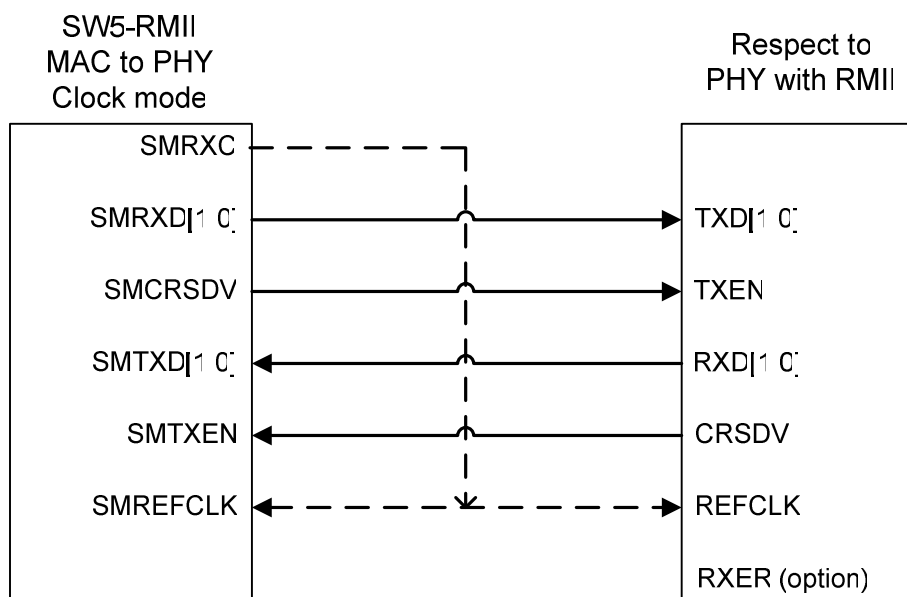 SW5-RMII
MAC to PHY
Clock mode
Respect to
PHY with RMII
SMRXC
SMRXD[1 0]
TXD[1 0]
SMCRSDV
TXEN
SMTXD[1 0]
RXD[1 0]
SMTXEN
CRSDV
SMREFCLK
REFCLK
RXER (option)